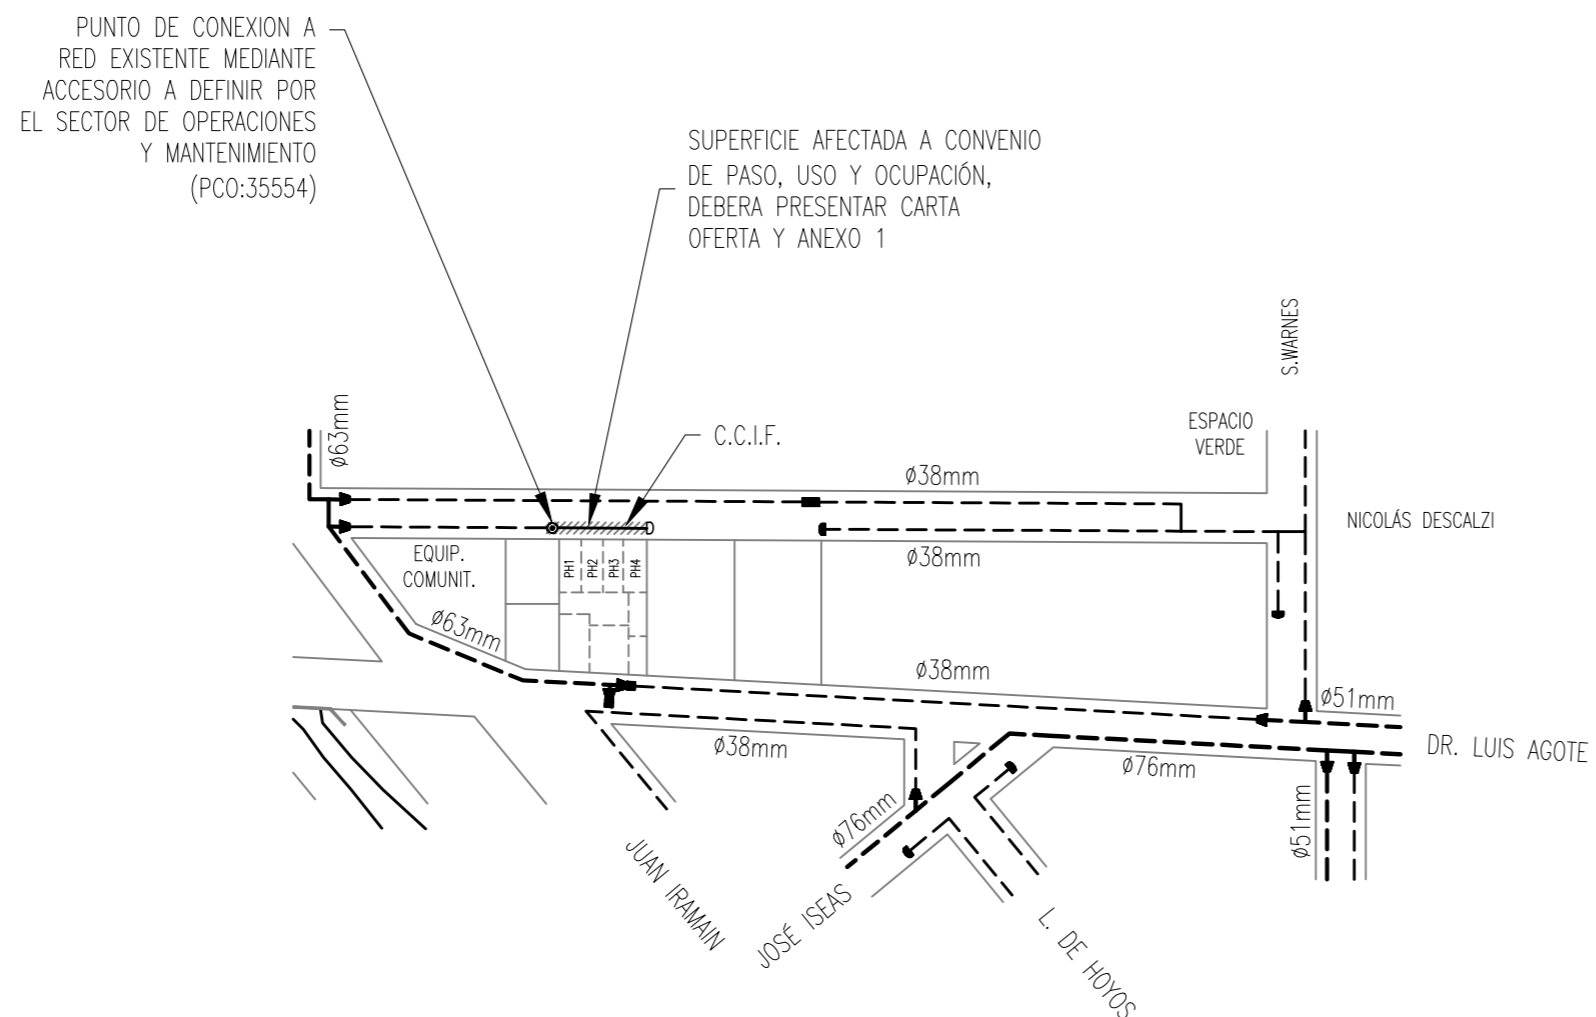 PUNTO DE CONEXION A
RED EXISTENTE MEDIANTE
ACCESORIO A DEFINIR POR
EL SECTOR DE OPERACIONES
Y MANTENIMIENTO
(PCO:35554)
SUPERFICIE AFECTADA A CONVENIO
DE PASO, USO Y OCUPACIÓN,
DEBERA PRESENTAR CARTA
OFERTA Y ANEXO 1
S.WARNES
ESPACIO
VERDE
ø63mm
C.C.I.F.
ø38mm
NICOLÁS DESCALZI
EQUIP.
COMUNIT.
PH1
PH2
PH3
PH4
ø38mm
ø63mm
ø38mm
ø51mm
ø38mm
DR. LUIS AGOTE
ø76mm
ø76mm
ø51mm
JUAN IRAMAIN
JOSÉ ISEAS
L. DE HOYOS